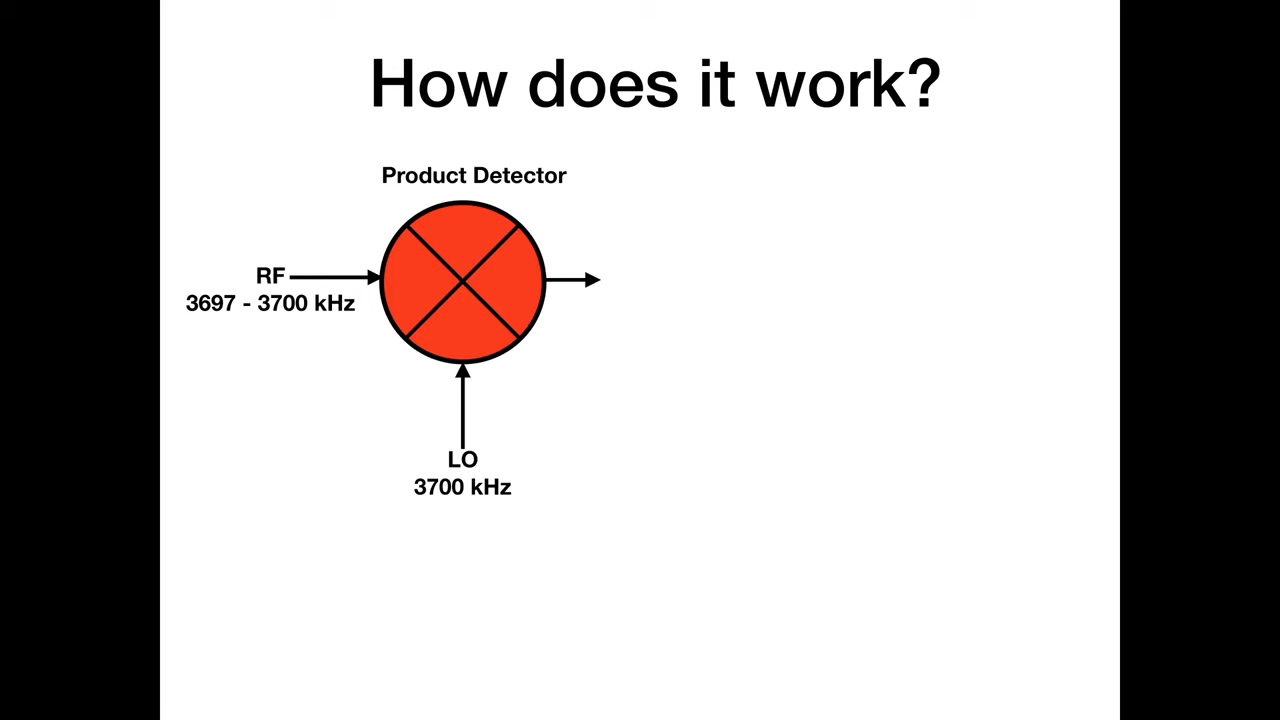 How does it work?
Product Detector
RF
3697 - 3700 kHz
LO
3700 kHz